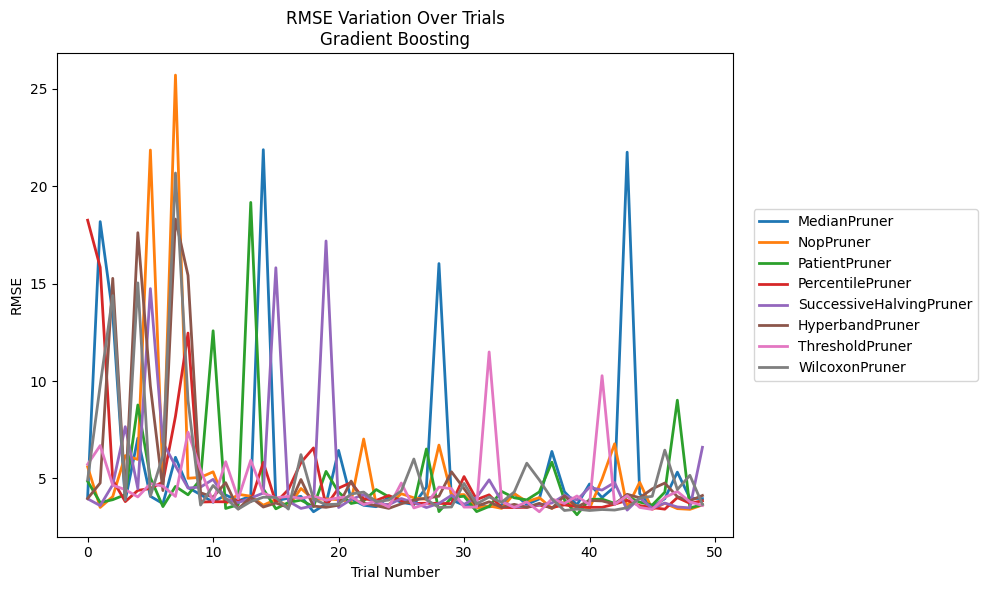 RMSE Variation Over Trials
Gradient Boosting
RMSE
25
20
15
10
5
0
10
20
30
40
50
Trial Number
MedianPruner
NopPruner
PatientPruner
PercentilePruner
SuccessiveHalvingPruner
HyperbandPruner
ThresholdPruner
WilcoxonPruner